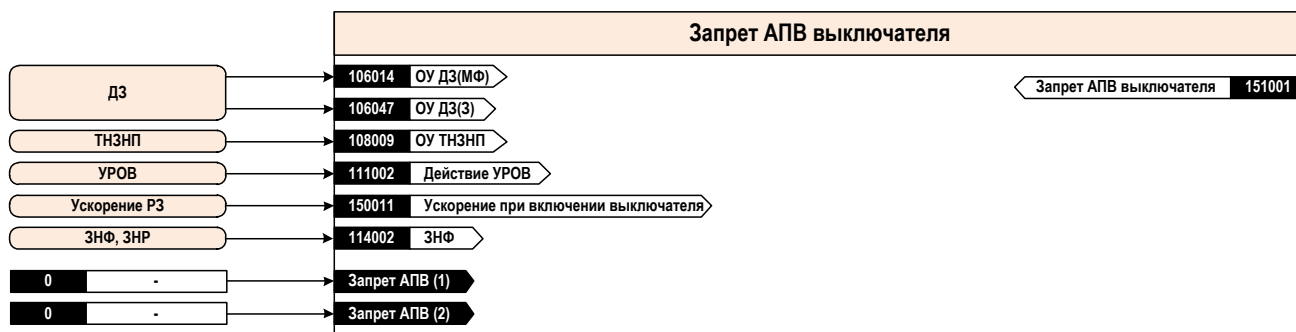 Запрет АПВ выключателя
ДЗ
106014 ОУ ДЗ(МФ)
Запрет АПВ выключателя 151001
106047 ОУ ДЗ(З)
ТНЗНП
108009 ОУ ТНЗНП
УРОВ
111002 Действие УРОВ
Ускорение РЗ
150011 Ускорение при включении выключателя
ЗНФ, ЗНР
114002 ЗНФ
0 -
Запрет АПВ (1)
0 -
Запрет АПВ (2)